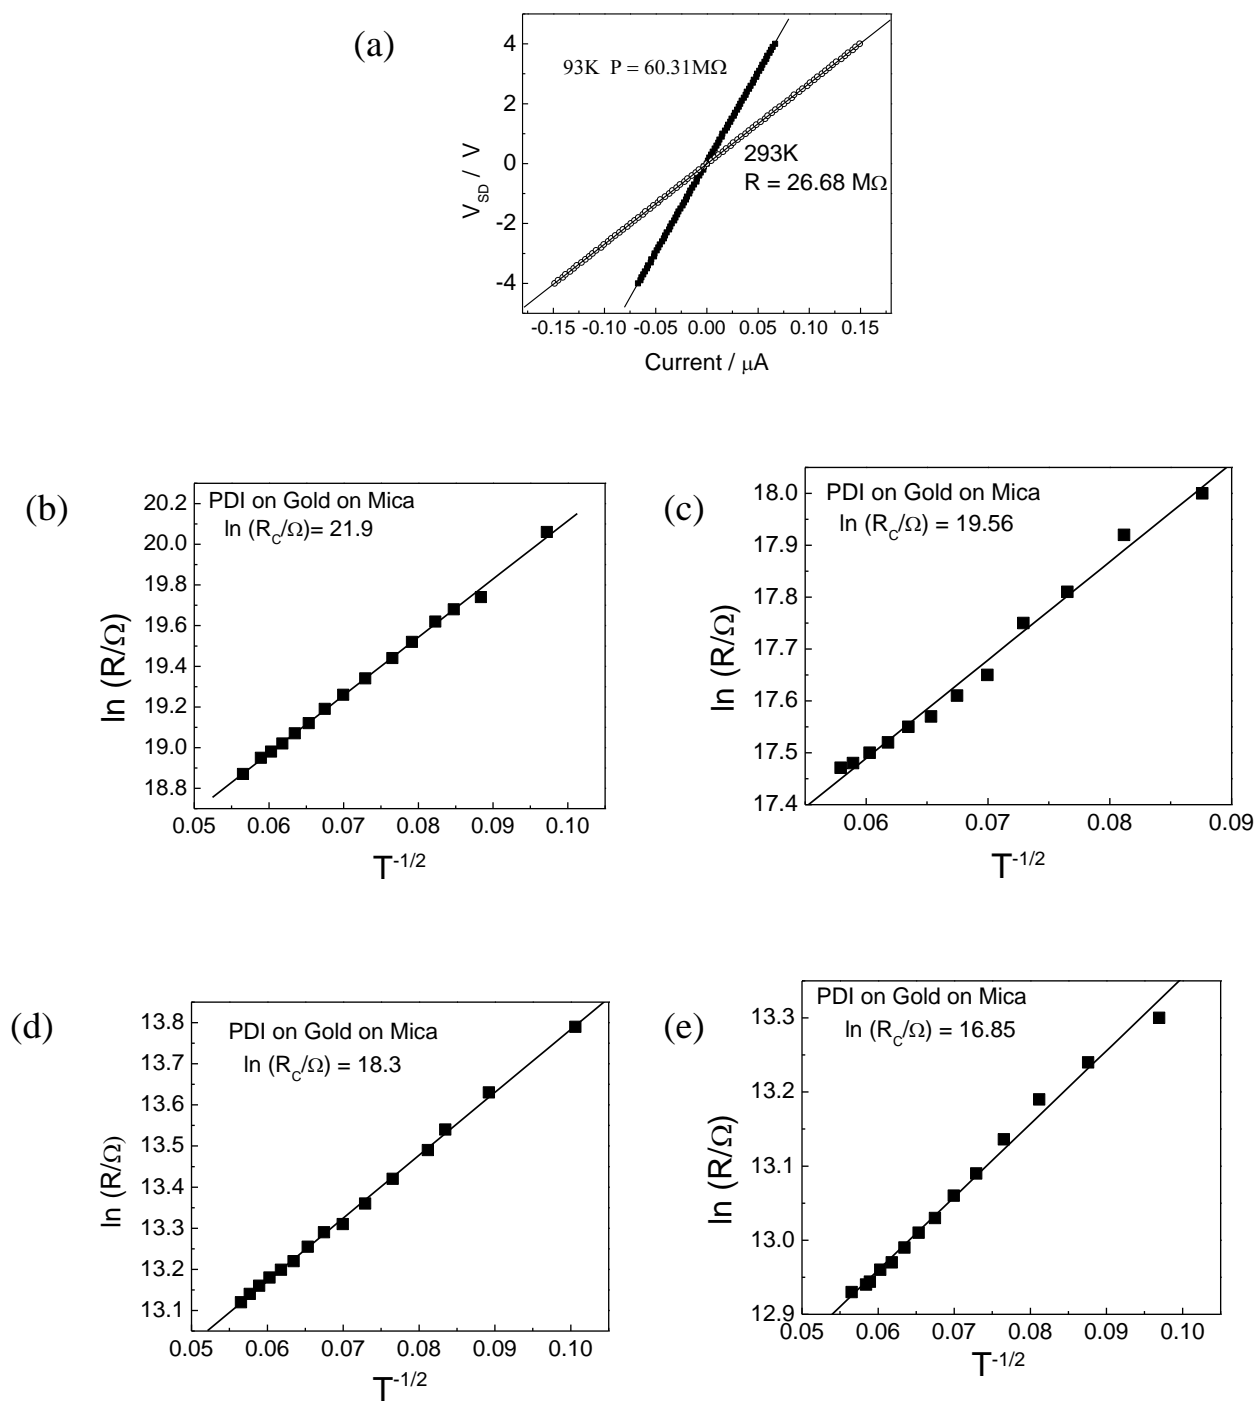 (a)
4
2
0
-2
-4
V_SD / V
93K P = 60.31MΩ
293K
R = 26.68 MΩ
-0.15 -0.10 -0.05 0.00 0.05 0.10 0.15
Current / μA
(b)
20.2
20.0
19.8
19.6
19.4
19.2
19.0
18.8
ln (R/Ω)
PDI on Gold on Mica
ln (R_C/Ω)= 21.9
0.05 0.06 0.07 0.08 0.09 0.10
T^-1/2
(c)
18.0
17.9
17.8
17.7
17.6
17.5
17.4
ln (R/Ω)
PDI on Gold on Mica
ln (R_C/Ω) = 19.56
0.06 0.07 0.08 0.09
T^-1/2
(d)
13.8
13.7
13.6
13.5
13.4
13.3
13.2
13.1
ln (R/Ω)
PDI on Gold on Mica
ln (R_C/Ω) = 18.3
0.05 0.06 0.07 0.08 0.09 0.10
T^-1/2
(e)
13.3
13.2
13.1
13.0
12.9
ln (R/Ω)
PDI on Gold on Mica
ln (R_C/Ω) = 16.85
0.05 0.06 0.07 0.08 0.09 0.10
T^-1/2